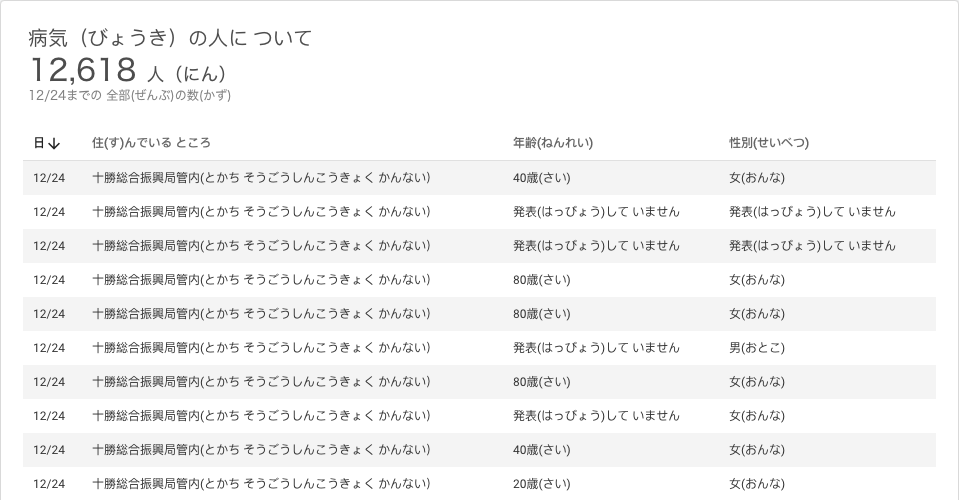 病気（びょうき）の人に ついて
12,618 人（にん）
12/24までの 全部(ぜんぶ)の数(かず)
日↓ 住(す)んでいる ところ 年齢(ねんれい) 性別(せいべつ)
12/24 十勝総合振興局管内(とかち そうごうしんこうきょく かんない) 40歳(さい) 女(おんな)
12/24 十勝総合振興局管内(とかち そうごうしんこうきょく かんない) 発表(はっぴょう)して いません 発表(はっぴょう)して いません
12/24 十勝総合振興局管内(とかち そうごうしんこうきょく かんない) 発表(はっぴょう)して いません 発表(はっぴょう)して いません
12/24 十勝総合振興局管内(とかち そうごうしんこうきょく かんない) 80歳(さい) 女(おんな)
12/24 十勝総合振興局管内(とかち そうごうしんこうきょく かんない) 80歳(さい) 女(おんな)
12/24 十勝総合振興局管内(とかち そうごうしんこうきょく かんない) 発表(はっぴょう)して いません 男(おとこ)
12/24 十勝総合振興局管内(とかち そうごうしんこうきょく かんない) 80歳(さい) 女(おんな)
12/24 十勝総合振興局管内(とかち そうごうしんこうきょく かんない) 発表(はっぴょう)して いません 女(おんな)
12/24 十勝総合振興局管内(とかち そうごうしんこうきょく かんない) 40歳(さい) 女(おんな)
12/24 十勝総合振興局管内(とかち そうごうしんこうきょく かんない) 20歳(さい) 女(おんな)